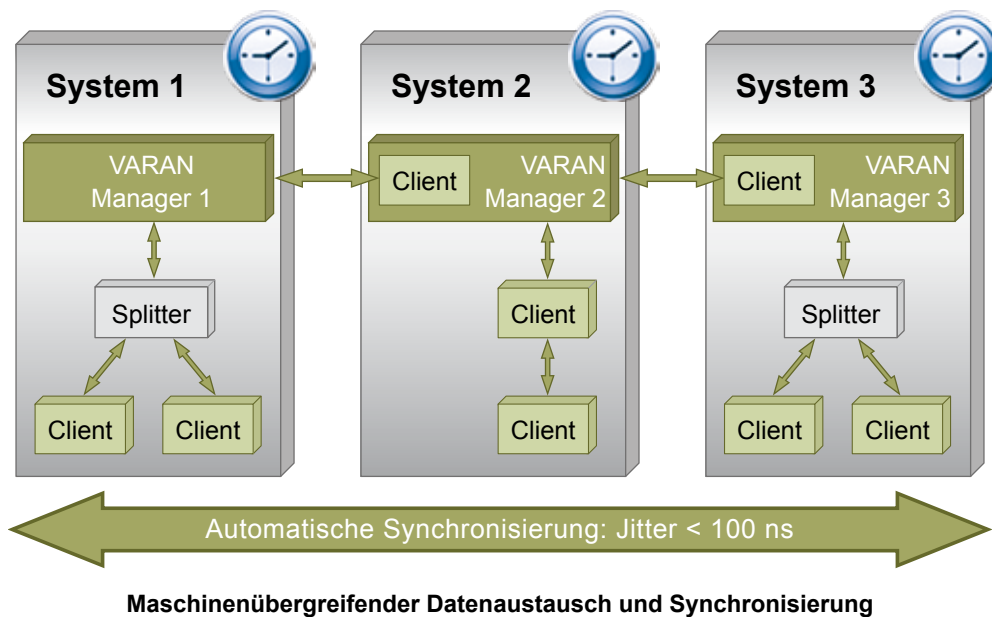 System 1
VARAN
Manager 1
Splitter
Client
Client
System 2
Client
VARAN
Manager 2
Client
Client
System 3
Client
VARAN
Manager 3
Splitter
Client
Client
Automatische Synchronisierung: Jitter < 100 ns
Maschinenübergreifender Datenaustausch und Synchronisierung